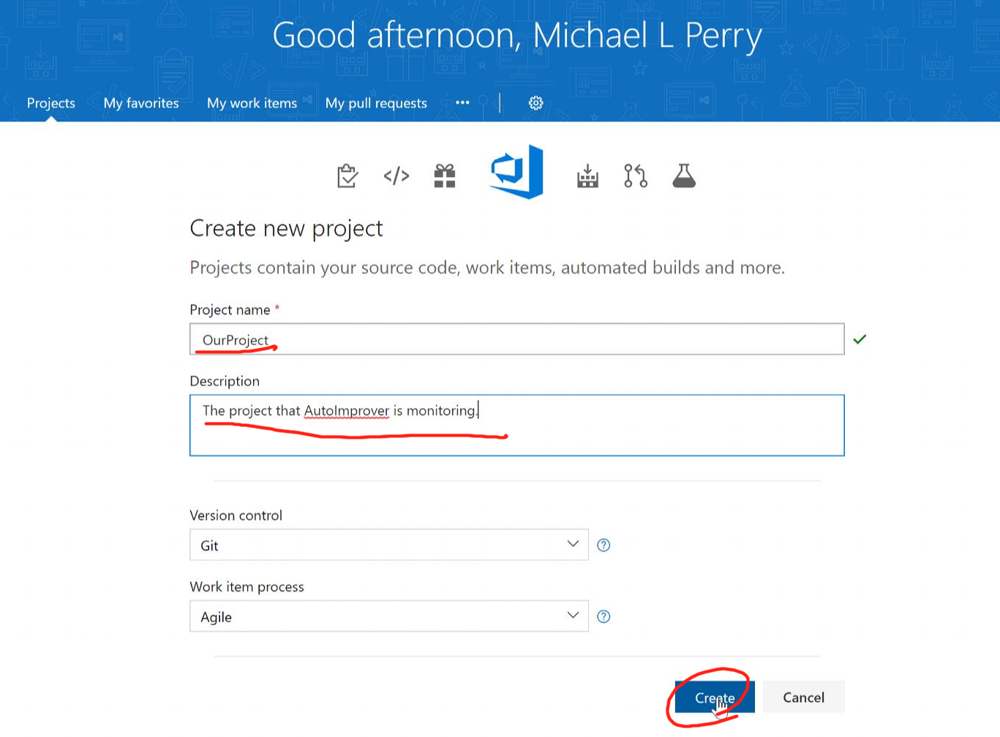 Good afternoon, Michael L Perry
Projects My favorites My work items My pull requests ...
</>
Create new project
Projects contain your source code, work items, automated builds and more.
Project name *
OurProject
Description
The project that AutoImprover is monitoring.
Version control
Git
?
Work item process
Agile
?
Create Cancel